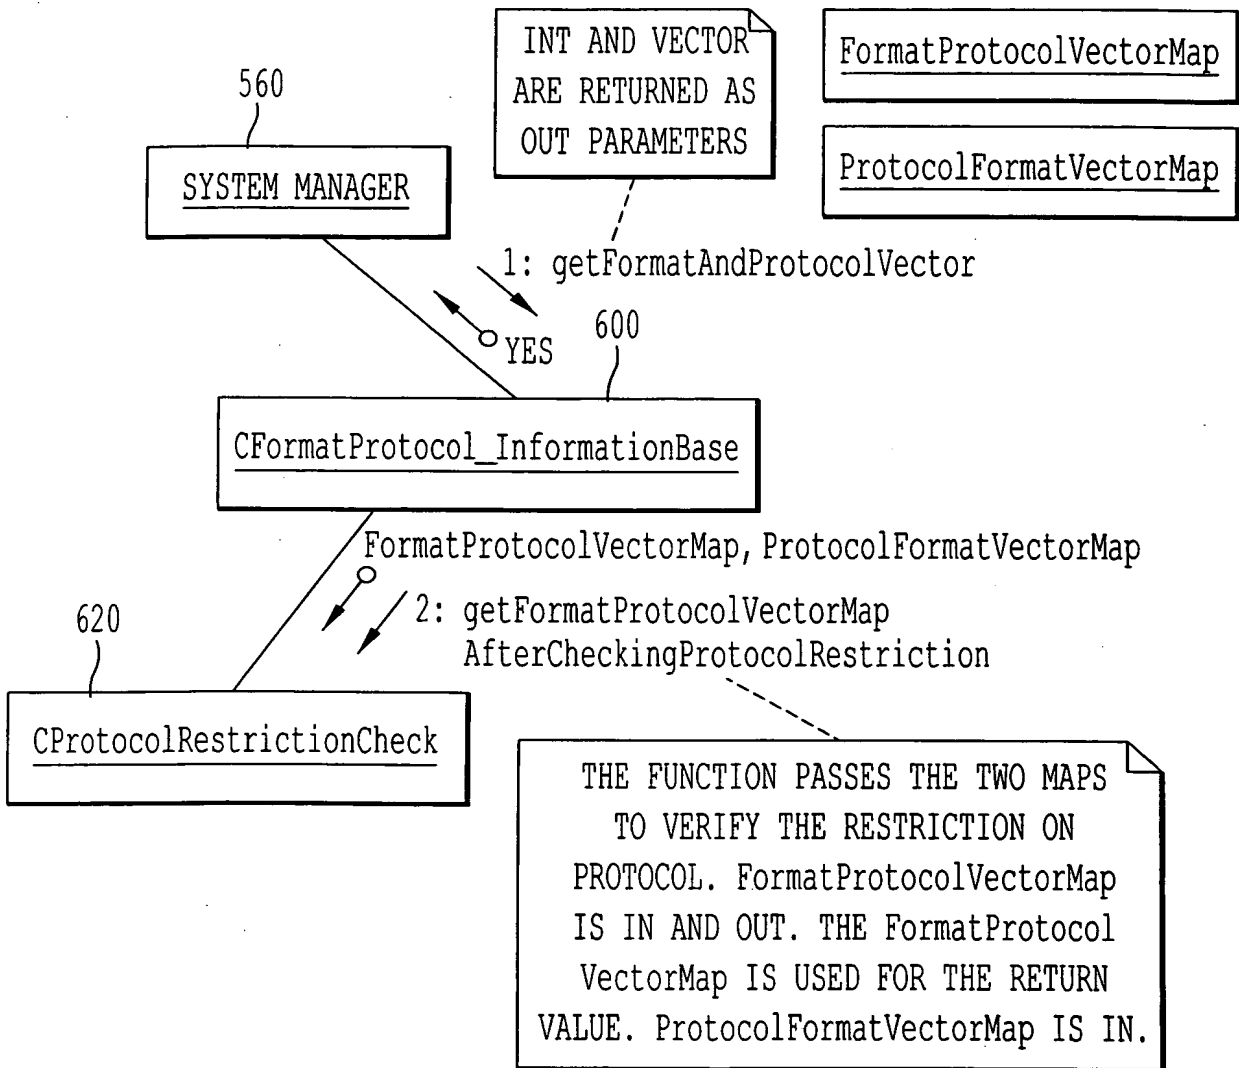 INT AND VECTOR
ARE RETURNED AS
OUT PARAMETERS
FormatProtocolVectorMap
ProtocolFormatVectorMap
560
SYSTEM MANAGER
1: getFormatAndProtocolVector
YES
600
CFormatProtocol_InformationBase
FormatProtocolVectorMap, ProtocolFormatVectorMap
2: getFormatProtocolVectorMap
AfterCheckingProtocolRestriction
620
CProtocolRestrictionCheck
THE FUNCTION PASSES THE TWO MAPS
TO VERIFY THE RESTRICTION ON
PROTOCOL. FormatProtocolVectorMap
IS IN AND OUT. THE FormatProtocol
VectorMap IS USED FOR THE RETURN
VALUE. ProtocolFormatVectorMap IS IN.